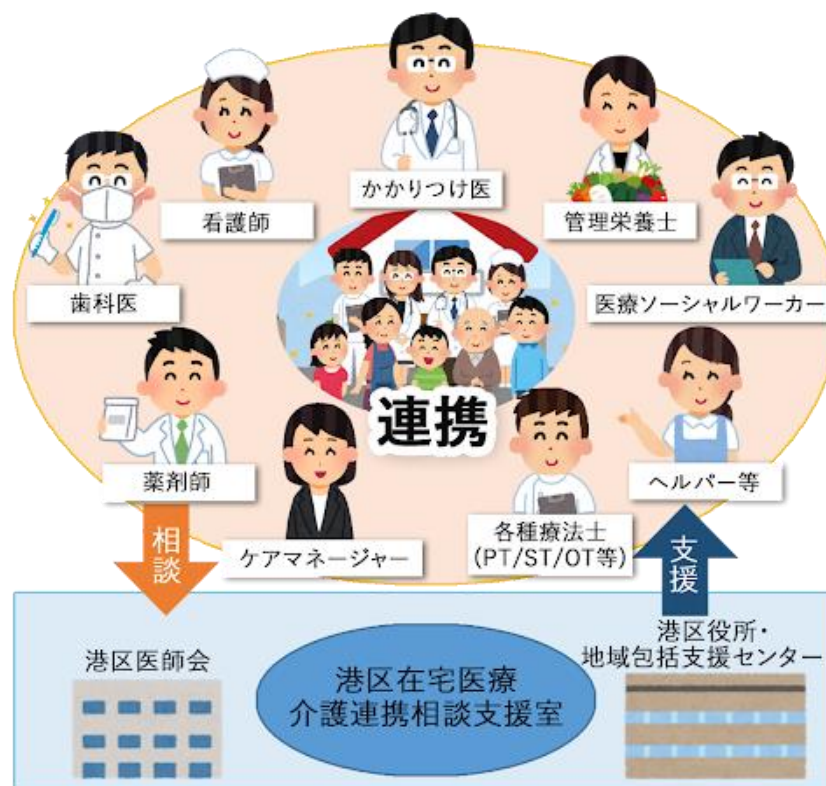 かかりつけ医
看護師
管理栄養士
歯科医
医療ソーシャルワーカー
連携
薬剤師
ヘルパー等
ケアマネージャー
各種療法士
(PT/ST/OT等)
相談
支援
港区医師会
港区在宅医療
介護連携相談支援室
港区役所・
地域包括支援センター